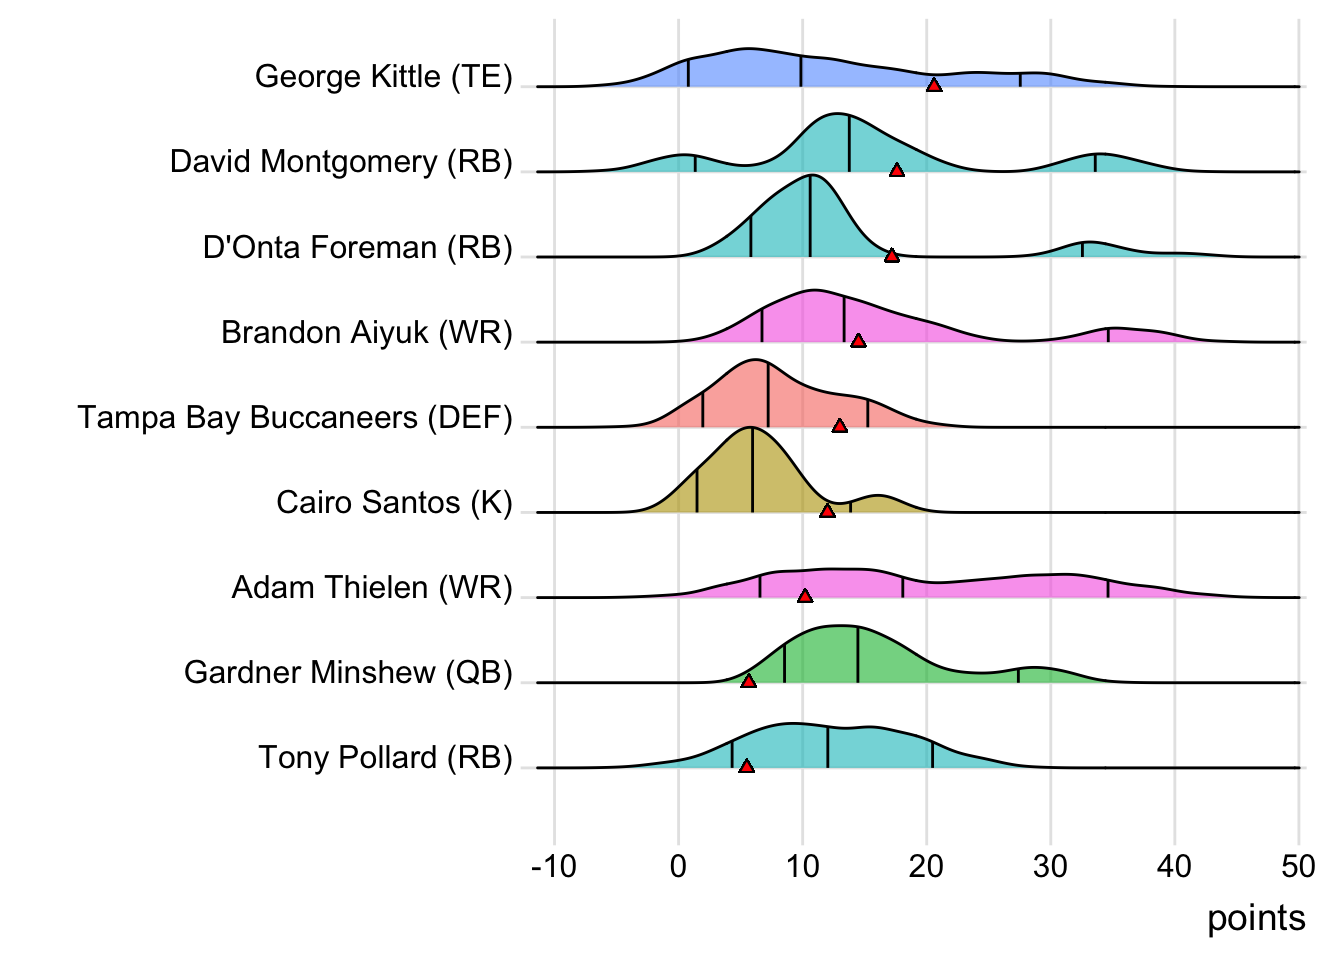 George Kittle (TE)
David Montgomery (RB)
D'Onta Foreman (RB)
Brandon Aiyuk (WR)
Tampa Bay Buccaneers (DEF)
Cairo Santos (K)
Adam Thielen (WR)
Gardner Minshew (QB)
Tony Pollard (RB)
-10 0 10 20 30 40 50
points